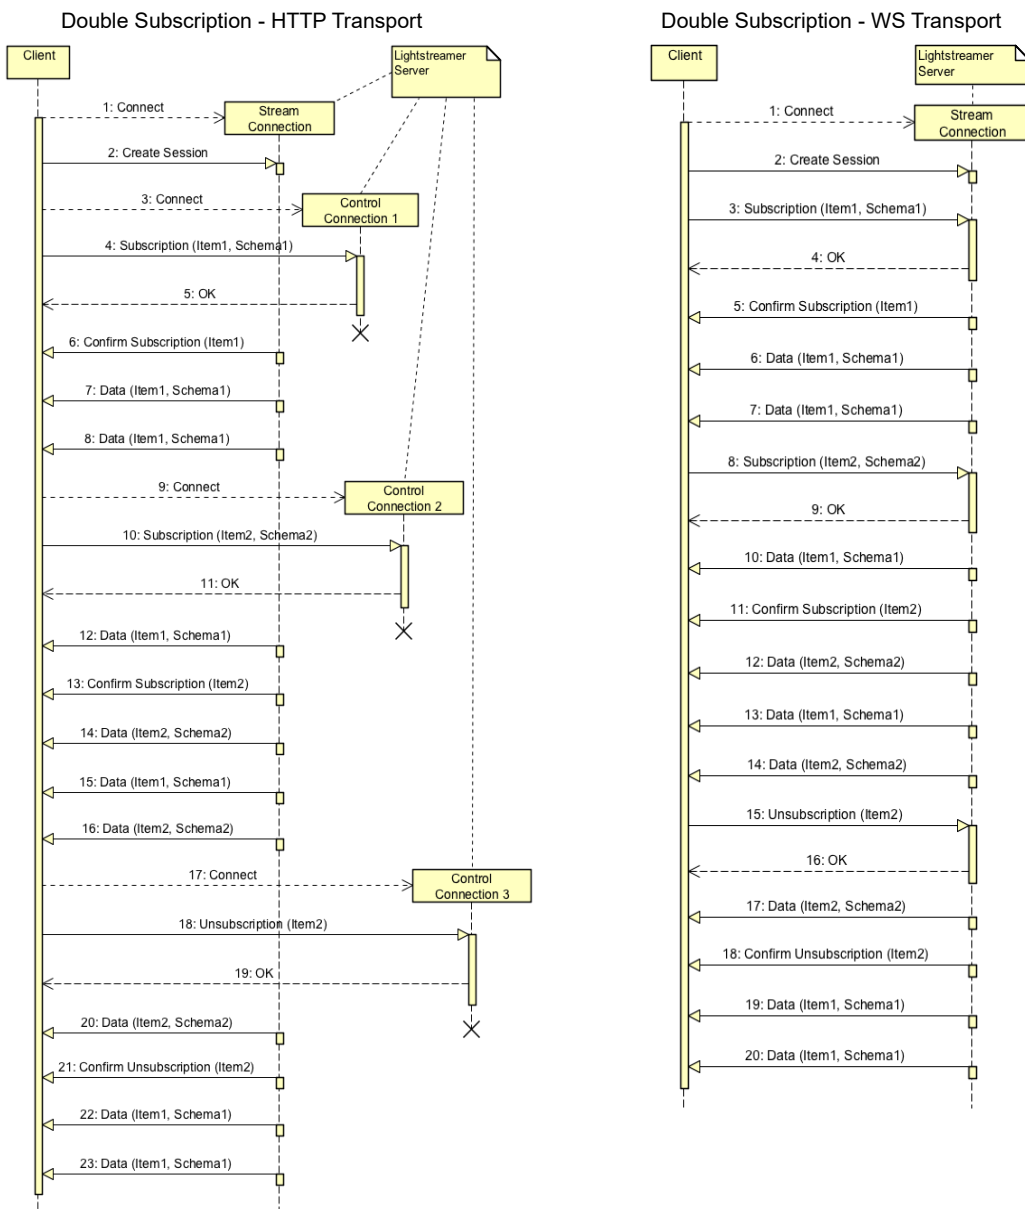 Double Subscription - HTTP Transport
Client
Lightstreamer
Server
1: Connect
Stream
Connection
2: Create Session
3: Connect
Control
Connection 1
4: Subscription (Item1, Schema1)
5: OK
6: Confirm Subscription (Item1)
7: Data (Item1, Schema1)
8: Data (Item1, Schema1)
9: Connect
Control
Connection 2
10: Subscription (Item2, Schema2)
11: OK
12: Data (Item1, Schema1)
13: Confirm Subscription (Item2)
14: Data (Item2, Schema2)
15: Data (Item1, Schema1)
16: Data (Item2, Schema2)
17: Connect
Control
Connection 3
18: Unsubscription (Item2)
19: OK
20: Data (Item2, Schema2)
21: Confirm Unsubscription (Item2)
22: Data (Item1, Schema1)
23: Data (Item1, Schema1)
Double Subscription - WS Transport
Client
Lightstreamer
Server
1: Connect
Stream
Connection
2: Create Session
3: Subscription (Item1, Schema1)
4: OK
5: Confirm Subscription (Item1)
6: Data (Item1, Schema1)
7: Data (Item1, Schema1)
8: Subscription (Item2, Schema2)
9: OK
10: Data (Item1, Schema1)
11: Confirm Subscription (Item2)
12: Data (Item2, Schema2)
13: Data (Item1, Schema1)
14: Data (Item2, Schema2)
15: Unsubscription (Item2)
16: OK
17: Data (Item2, Schema2)
18: Confirm Unsubscription (Item2)
19: Data (Item1, Schema1)
20: Data (Item1, Schema1)